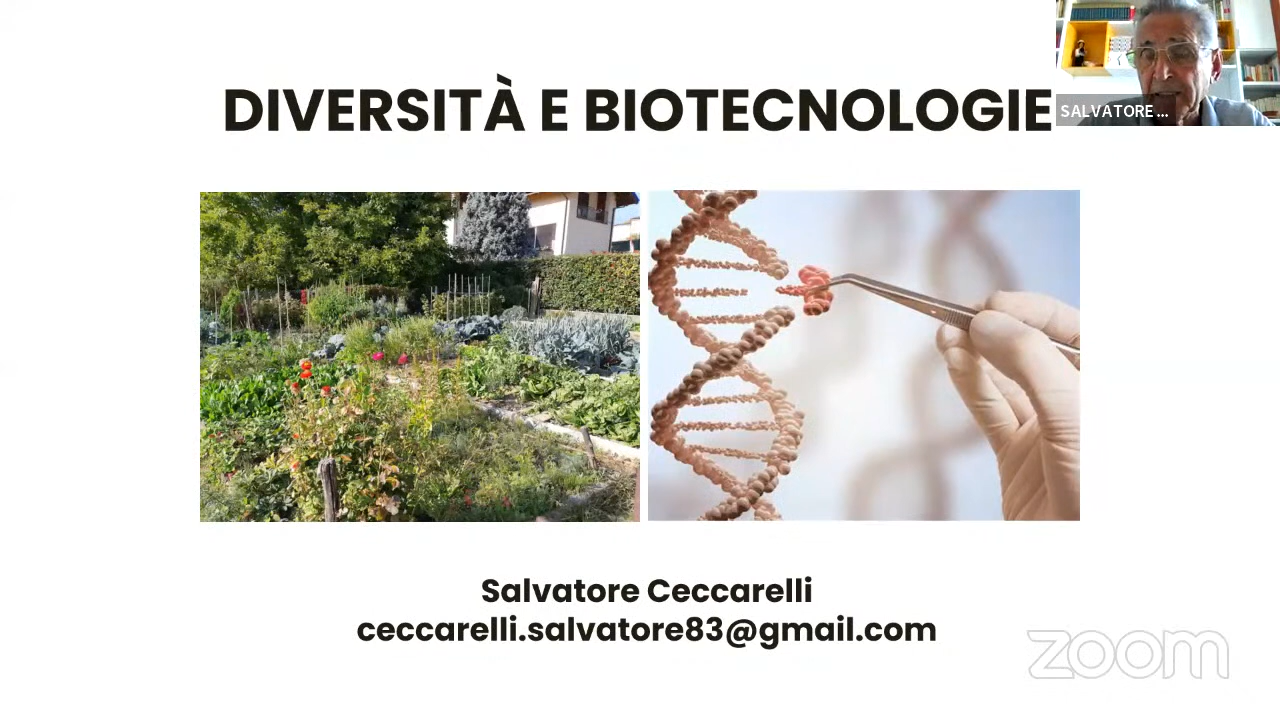 DIVERSITÀ E BIOTECNOLOGIE
SALVATORE ...
Salvatore Ceccarelli
ceccarelli.salvatore83@gmail.com
zoom